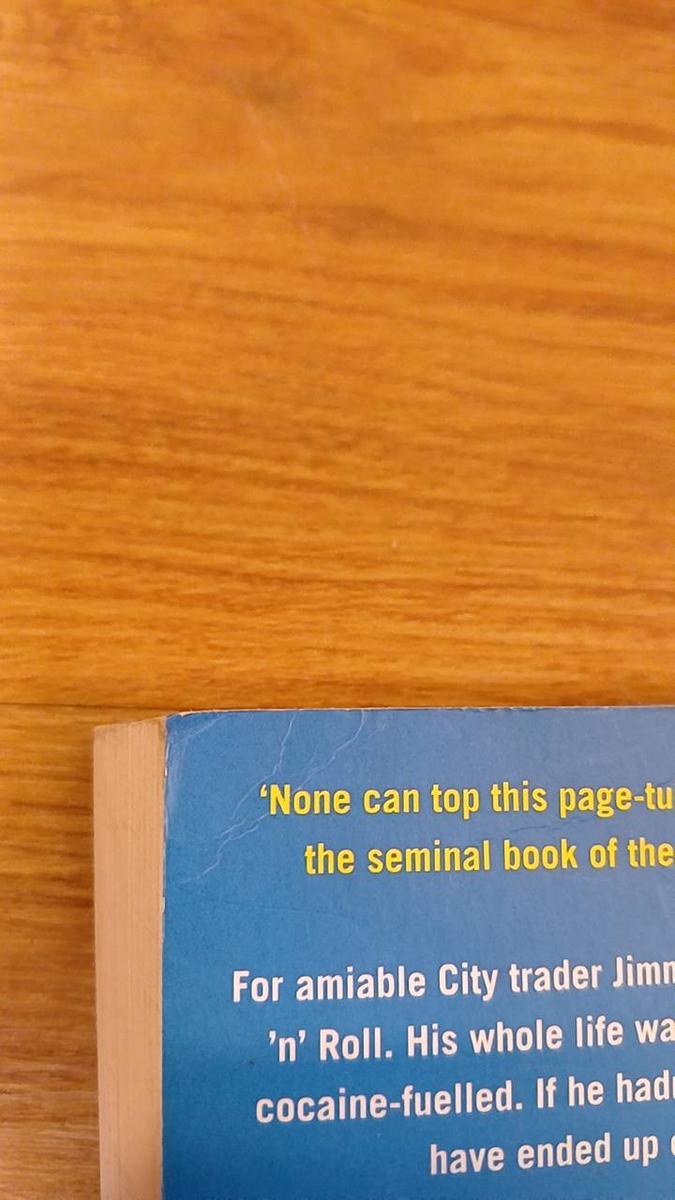 ‘None can top this page-tu
the seminal book of the
For amiable City trader Jimm
’n’ Roll. His whole life wa
cocaine-fuelled. If he had
have ended up